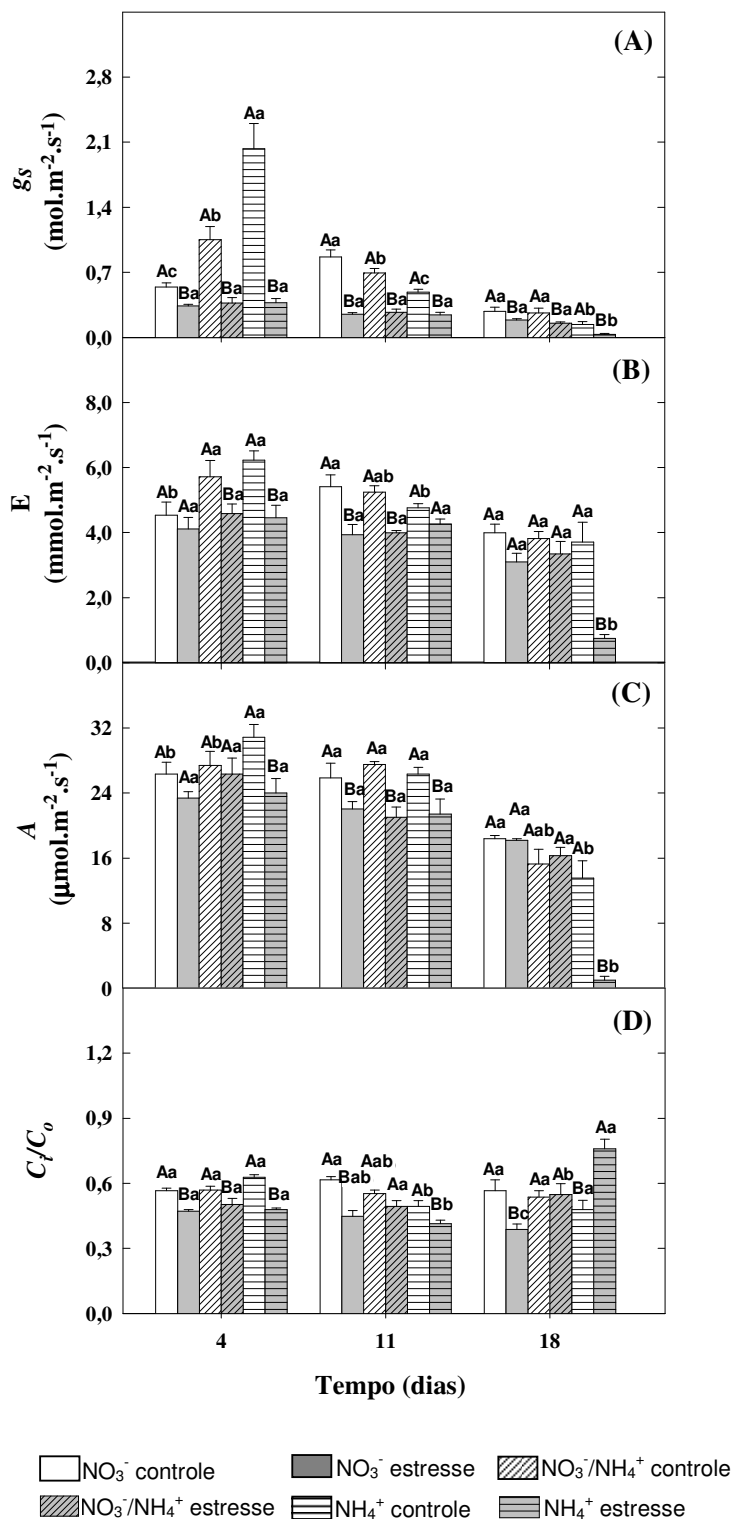 (A)
2,8
2,1
1,4
0,7
0,0
gs
(mol.m⁻².s⁻¹)
Ac Ba Ab Ba Aa Ba
Aa Ba Ab Ba Ac Ba
Aa Ba Aa Ba Ab Bb
(B)
8,0
6,0
4,0
2,0
0,0
E
(mmol.m⁻².s⁻¹)
Ab Aa Aa Ba Aa Ba
Aa Ba Aab Ba Ab Aa
Aa Aa Aa Aa Aa Bb
(C)
32
24
16
8
0
A
(μmol.m⁻².s⁻¹)
Ab Aa Ab Aa Aa Ba
Aa Ba Aa Ba Aa Ba
Aa Aa Aab Aa Ab Bb
(D)
1,2
0,9
0,6
0,3
0,0
Ci/Co
Aa Ba Aa Ba Aa Ba
Aa Bab Aab Aa Ab Bb
Aa Bc Aa Ab Ba Aa
4 11 18
Tempo (dias)
NO₃⁻ controle NO₃⁻ estresse NO₃⁻/NH₄⁺ controle
NO₃⁻/NH₄⁺ estresse NH₄⁺ controle NH₄⁺ estresse